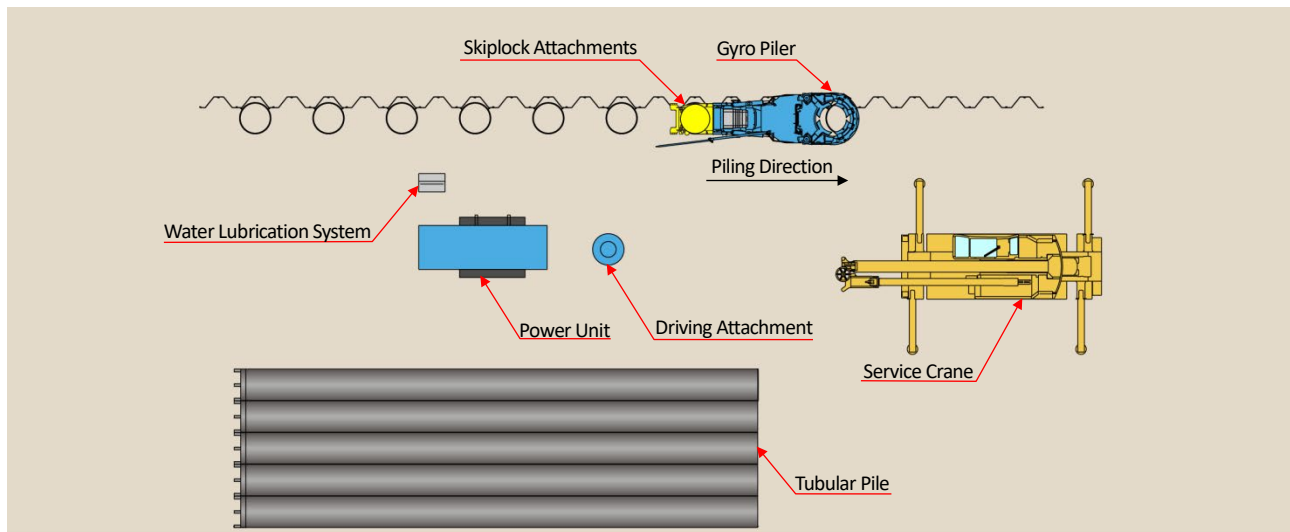 Skiplock Attachments
Gyro Piler
Piling Direction
Water Lubrication System
Power Unit
Driving Attachment
Service Crane
Tubular Pile